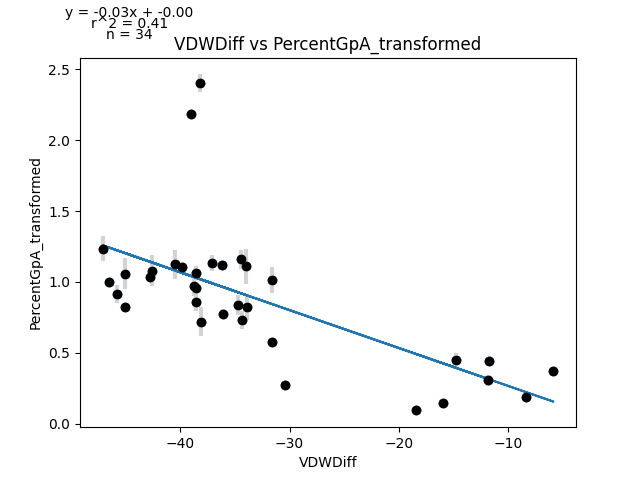 y = -0.03x + -0.00
r^2 = 0.41
n = 34
VDWDiff vs PercentGpA_transformed
2.5
2.0
1.5
1.0
0.5
0.0
PercentGpA_transformed
−40
−30
−20
−10
VDWDiff